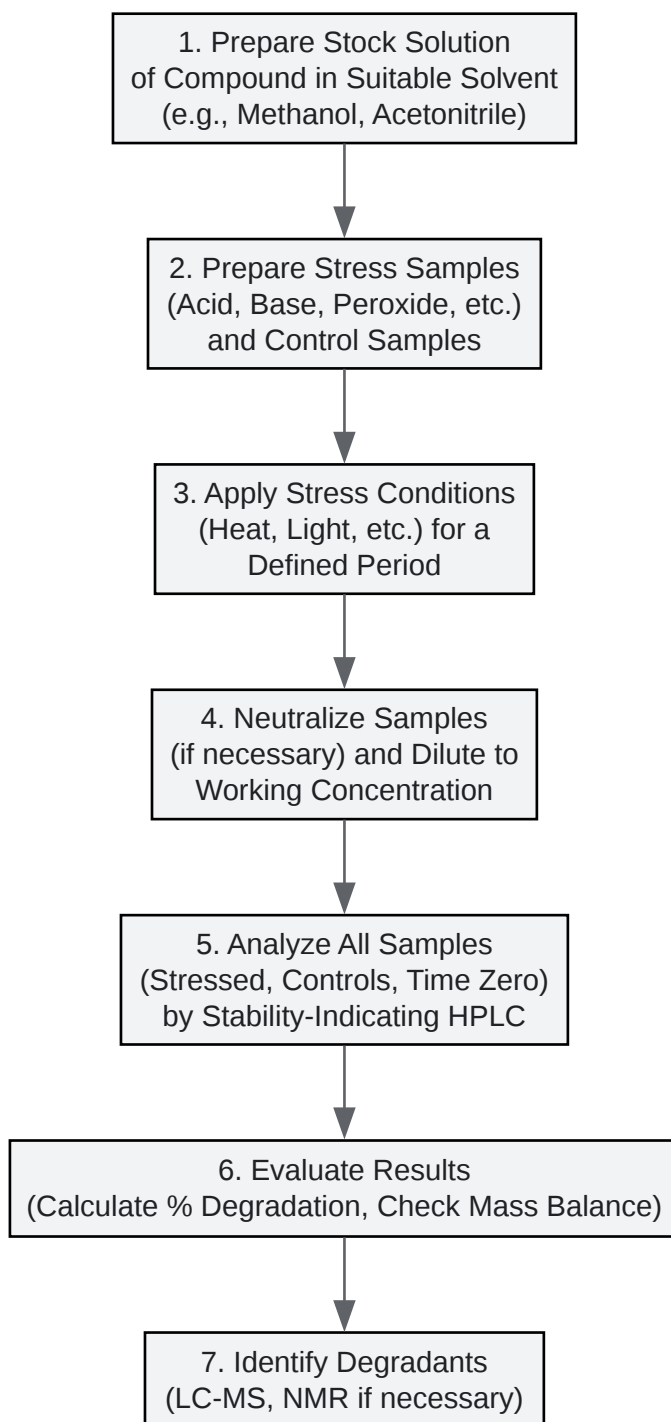 1. Prepare Stock Solution
of Compound in Suitable Solvent
(e.g., Methanol, Acetonitrile)
2. Prepare Stress Samples
(Acid, Base, Peroxide, etc.)
and Control Samples
3. Apply Stress Conditions
(Heat, Light, etc.) for a
Defined Period
4. Neutralize Samples
(if necessary) and Dilute to
Working Concentration
5. Analyze All Samples
(Stressed, Controls, Time Zero)
by Stability-Indicating HPLC
6. Evaluate Results
(Calculate % Degradation, Check Mass Balance)
7. Identify Degradants
(LC-MS, NMR if necessary)